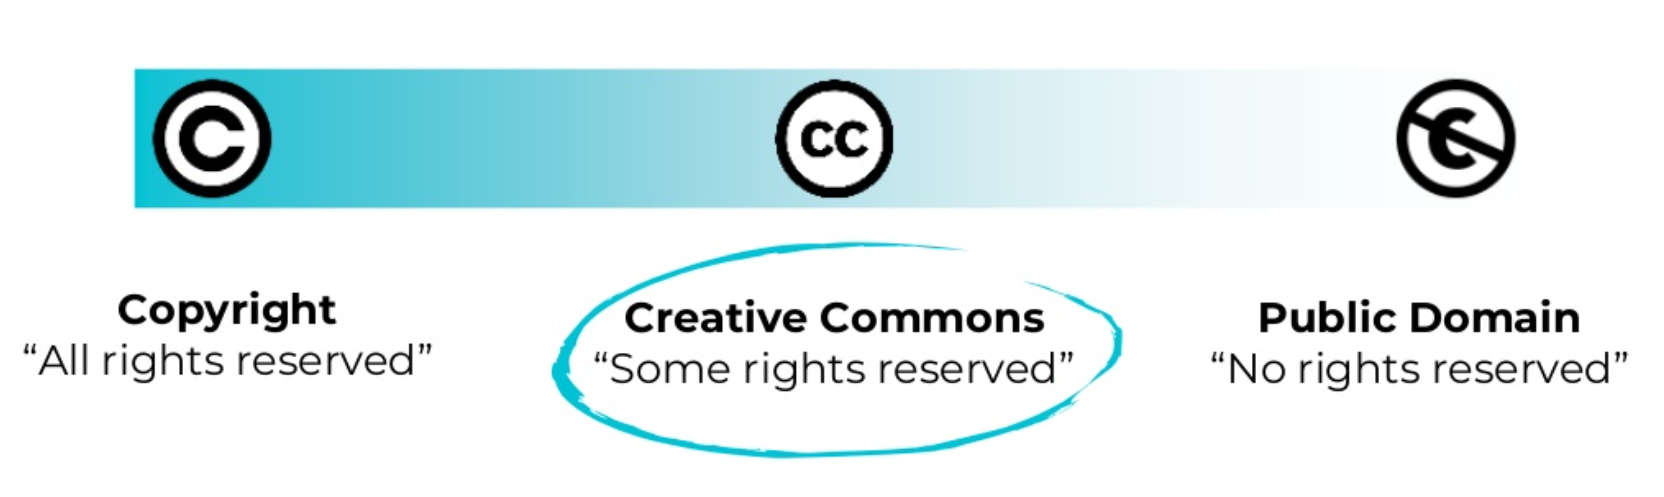 C
CC
C
Copyright
“All rights reserved”
Creative Commons
“Some rights reserved”
Public Domain
“No rights reserved”